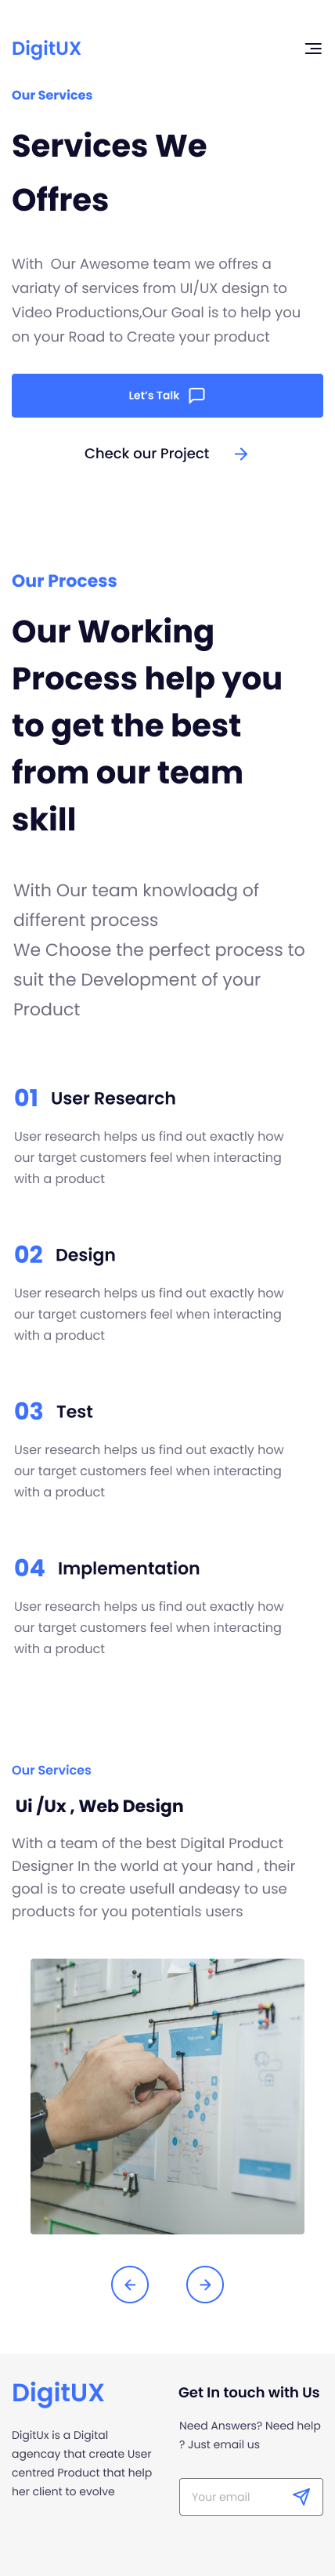 DigitUX
Our Services
Services We
Offres
With  Our Awesome team we offres a
variaty of services from UI/UX design to
Video Productions,Our Goal is to help you
on your Road to Create your product
Let's Talk
Check our Project
Our Process
Our Working
Process help you
to get the best
from our team
skill
With Our team knowloadg of
different process
We Choose the perfect process to
suit the Development of your
Product
01 User Research
User research helps us find out exactly how
our target customers feel when interacting
with a product
02 Design
User research helps us find out exactly how
our target customers feel when interacting
with a product
03 Test
User research helps us find out exactly how
our target customers feel when interacting
with a product
04 Implementation
User research helps us find out exactly how
our target customers feel when interacting
with a product
Our Services
Ui /Ux , Web Design
With a team of the best Digital Product
Designer In the world at your hand , their
goal is to create usefull andeasy to use
products for you potentials users
DigitUX
DigitUx is a Digital
agencay that create User
centred Product that help
her client to evolve
Get In touch with Us
Need Answers? Need help
? Just email us
Your email